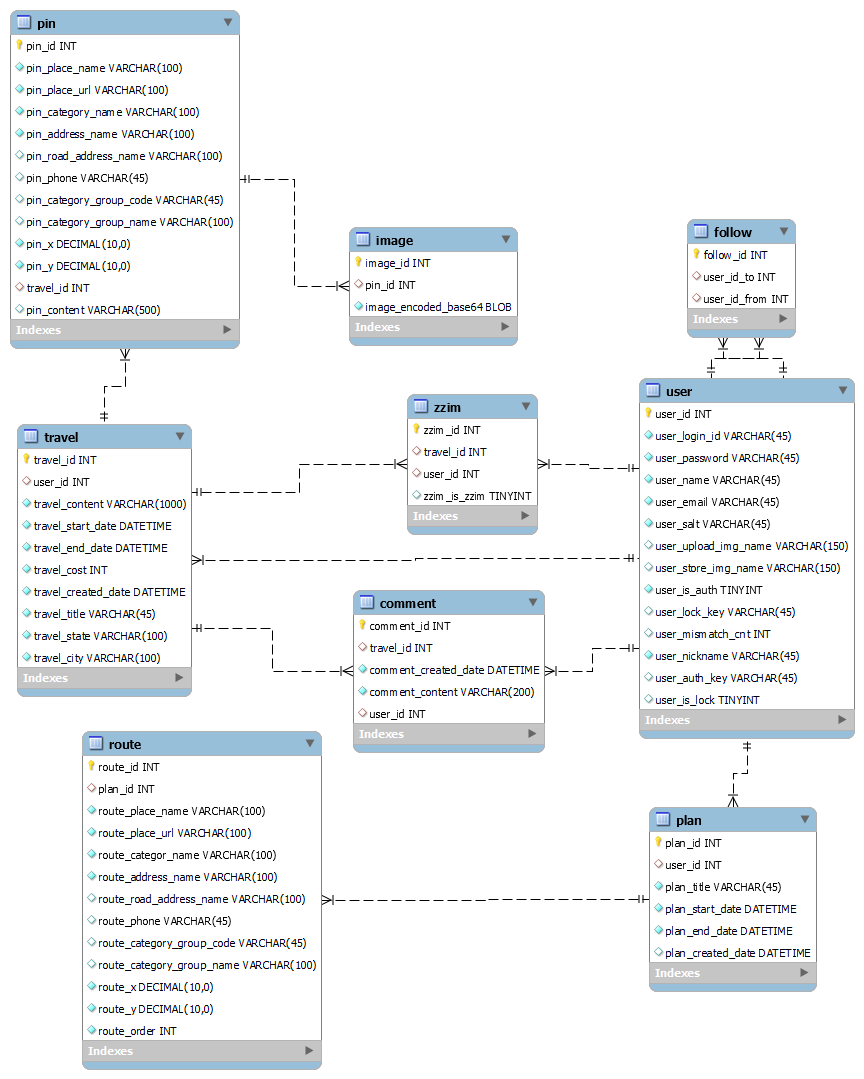 pin
pin_id INT
pin_place_name VARCHAR(100)
pin_place_url VARCHAR(100)
pin_category_name VARCHAR(100)
pin_address_name VARCHAR(100)
pin_road_address_name VARCHAR(100)
pin_phone VARCHAR(45)
pin_category_group_code VARCHAR(45)
pin_category_group_name VARCHAR(100)
pin_x DECIMAL(10,0)
pin_y DECIMAL(10,0)
travel_id INT
pin_content VARCHAR(500)
Indexes
image
image_id INT
pin_id INT
image_encoded_base64 BLOB
Indexes
follow
follow_id INT
user_id_to INT
user_id_from INT
Indexes
travel
travel_id INT
user_id INT
travel_content VARCHAR(1000)
travel_start_date DATETIME
travel_end_date DATETIME
travel_cost INT
travel_created_date DATETIME
travel_title VARCHAR(45)
travel_state VARCHAR(100)
travel_city VARCHAR(100)
Indexes
zzim
zzim_id INT
travel_id INT
user_id INT
zzim_is_zzim TINYINT
Indexes
user
user_id INT
user_login_id VARCHAR(45)
user_password VARCHAR(45)
user_name VARCHAR(45)
user_email VARCHAR(45)
user_salt VARCHAR(45)
user_upload_img_name VARCHAR(150)
user_store_img_name VARCHAR(150)
user_is_auth TINYINT
user_lock_key VARCHAR(45)
user_mismatch_cnt INT
user_nickname VARCHAR(45)
user_auth_key VARCHAR(45)
user_is_lock TINYINT
Indexes
comment
comment_id INT
travel_id INT
comment_created_date DATETIME
comment_content VARCHAR(200)
user_id INT
Indexes
route
route_id INT
plan_id INT
route_place_name VARCHAR(100)
route_place_url VARCHAR(100)
route_categor_name VARCHAR(100)
route_address_name VARCHAR(100)
route_road_address_name VARCHAR(100)
route_phone VARCHAR(45)
route_category_group_code VARCHAR(45)
route_category_group_name VARCHAR(100)
route_x DECIMAL(10,0)
route_y DECIMAL(10,0)
route_order INT
Indexes
plan
plan_id INT
user_id INT
plan_title VARCHAR(45)
plan_start_date DATETIME
plan_end_date DATETIME
plan_created_date DATETIME
Indexes